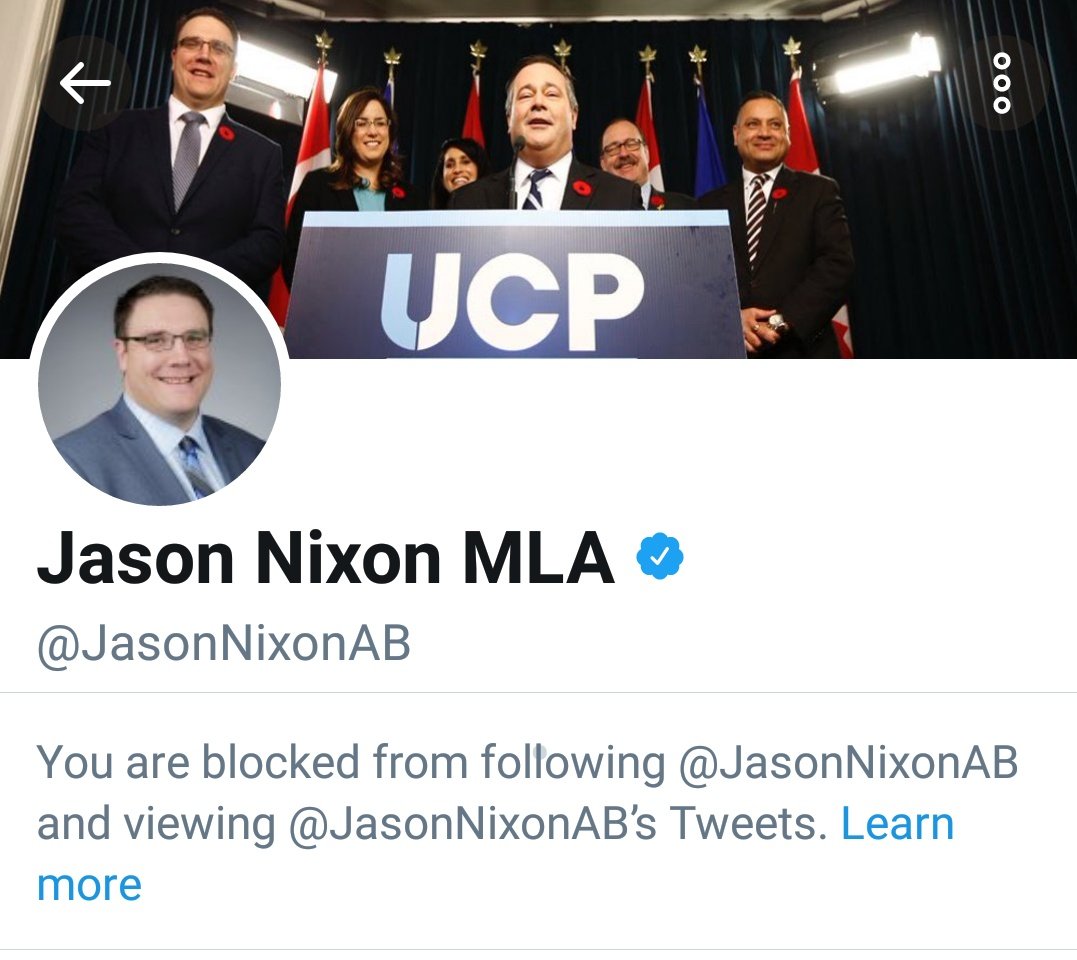 UCP
Jason Nixon MLA
@JasonNixonAB
You are blocked from following @JasonNixonAB
and viewing @JasonNixonAB's Tweets. Learn
more